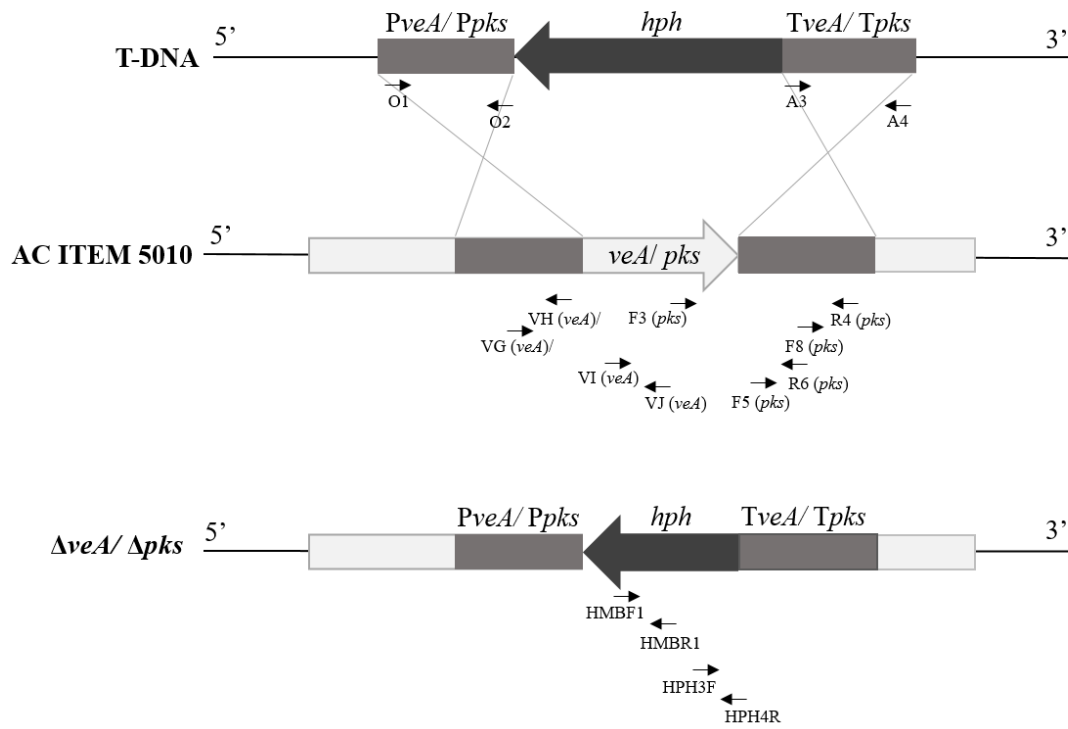 5’ PveA/ Ppks hph TveA/ Tpks 3’
T-DNA
O1 O2 A3 A4
5’ 3’
AC ITEM 5010 veA/ pks
VH (veA)/ F3 (pks) R4 (pks)
VG (veA)/ F8 (pks)
VI (veA) R6 (pks)
VJ (veA) F5 (pks)
5’ PveA/ Ppks hph TveA/ Tpks 3’
ΔveA/ Δpks
HMBF1
HMBR1
HPH3F
HPH4R